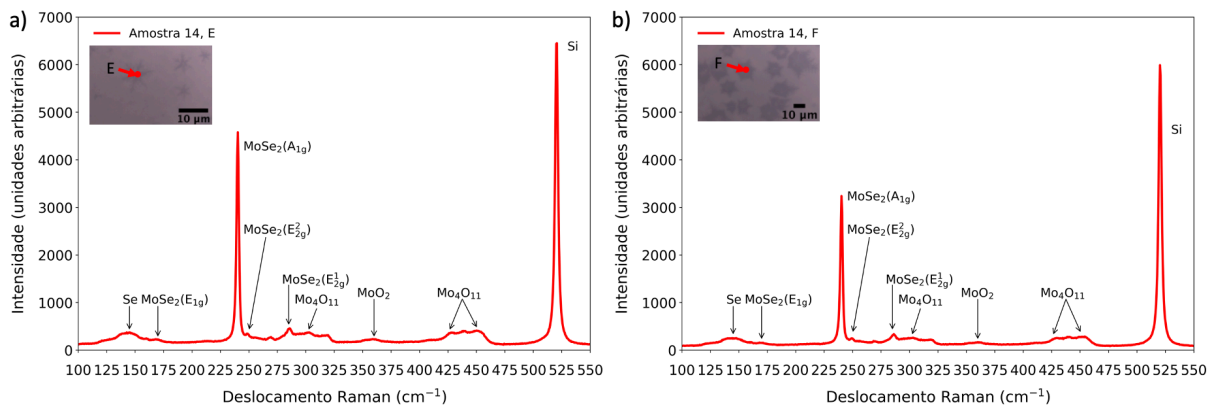 a)
Amostra 14, E
E
10 μm
Intensidade (unidades arbitrárias)
7000
6000
5000
4000
3000
2000
1000
0
Si
MoSe₂(A₁g)
MoSe₂(E²₂g)
MoSe₂(E¹₂g)
Se MoSe₂(E₁g)
Mo₄O₁₁
MoO₂
Mo₄O₁₁
100 125 150 175 200 225 250 275 300 325 350 375 400 425 450 475 500 525 550
Deslocamento Raman (cm⁻¹)
b)
Amostra 14, F
F
10 μm
Intensidade (unidades arbitrárias)
7000
6000
5000
4000
3000
2000
1000
0
Si
MoSe₂(A₁g)
MoSe₂(E²₂g)
MoSe₂(E¹₂g)
Se MoSe₂(E₁g)
Mo₄O₁₁
MoO₂
Mo₄O₁₁
100 125 150 175 200 225 250 275 300 325 350 375 400 425 450 475 500 525 550
Deslocamento Raman (cm⁻¹)